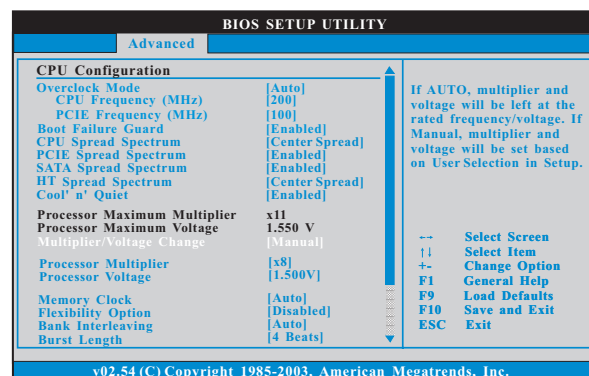 BIOS SETUP UTILITY
Advanced
CPU Configuration
Overclock Mode [Auto]
CPU Frequency (MHz) [200]
PCIE Frequency (MHz) [100]
Boot Failure Guard [Enabled]
CPU Spread Spectrum [Center Spread]
PCIE Spread Spectrum [Enabled]
SATA Spread Spectrum [Enabled]
HT Spread Spectrum [Center Spread]
Cool' n' Quiet [Enabled]
Processor Maximum Multiplier x11
Processor Maximum Voltage 1.550 V
Multiplier/Voltage Change [Manual]
Processor Multiplier [x8]
Processor Voltage [1.500V]
Memory Clock [Auto]
Flexibility Option [Disabled]
Bank Interleaving [Auto]
Burst Length [4 Beats]
If AUTO, multiplier and
voltage will be left at the
rated frequency/voltage. If
Manual, multiplier and
voltage will be set based
on User Selection in Setup.
←→ Select Screen
↑↓ Select Item
+- Change Option
F1 General Help
F9 Load Defaults
F10 Save and Exit
ESC Exit
v02.54 (C) Copyright 1985-2003, American Megatrends, Inc.